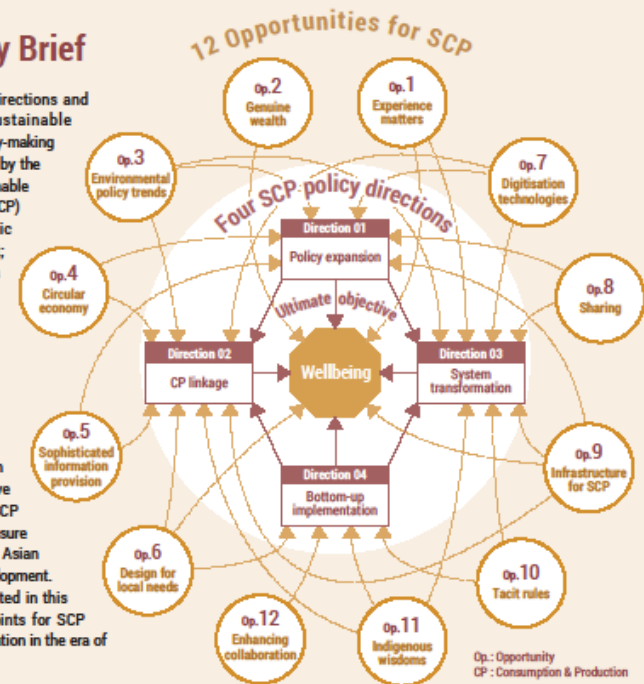 y Brief
irections and
ustainable
y-making
by the
nable
CP)
ic
;
n
ve
CP
sure
Asian
opment.
ted in this
ints for SCP
tion in the era of
12 Opportunities for SCP
Op.2
Genuine
wealth
Op.1
Experience
matters
Op.3
Environmental
policy trends
Op.7
Digitisation
technologies
Four SCP policy directions
Direction 01
Policy expansion
Op.4
Circular
economy
Op.8
Sharing
Ultimate objective
Wellbeing
Direction 02
CP linkage
Direction 03
System
transformation
Op.5
Sophisticated
information
provision
Op.9
Infrastructure
for SCP
Direction 04
Bottom-up
implementation
Op.6
Design for
local needs
Op.10
Tacit rules
Op.12
Enhancing
collaboration
Op.11
Indigenous
wisdoms
Op.: Opportunity
CP : Consumption & Production